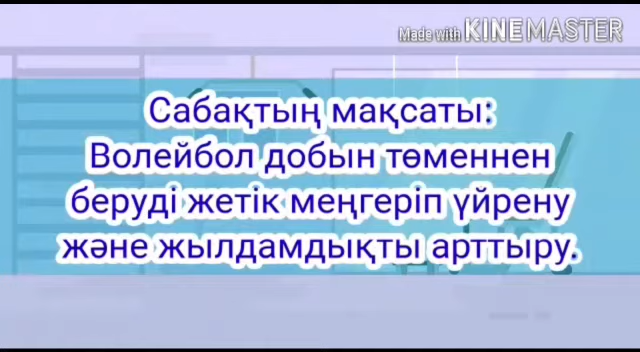 Made with KINEMASTER
Сабақтың мақсаты:
Волейбол добын төменнен
беруді жетік меңгеріп үйрену
және жылдамдықты арттыру.